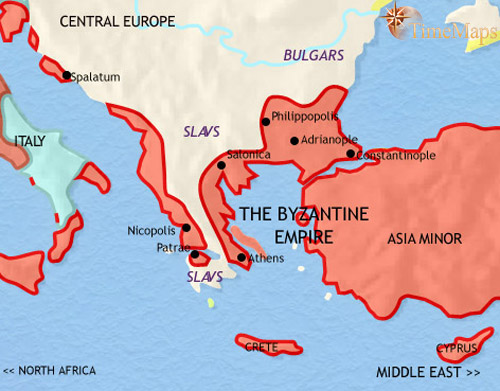 CENTRAL EUROPE
TimeMaps
BULGARS
Spalatum
Philippopolis
SLAVS
Adrianople
ITALY
Salonica
Constantinople
THE BYZANTINE
EMPIRE
Nicopolis
ASIA MINOR
Patrae
Athens
SLAVS
CRETE
CYPRUS
<< NORTH AFRICA
MIDDLE EAST >>